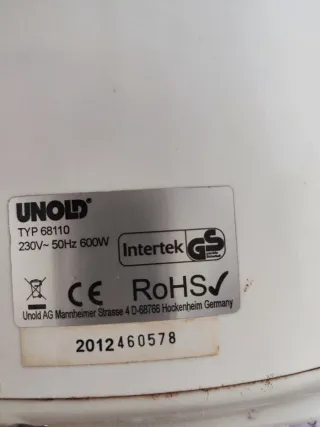 UNOLD®
TYP 68110
230V~ 50Hz 600W
Intertek GS
CE RoHS✓
Unold AG Mannheimer Strasse 4 D-68766 Hockenheim Germany
2012460578